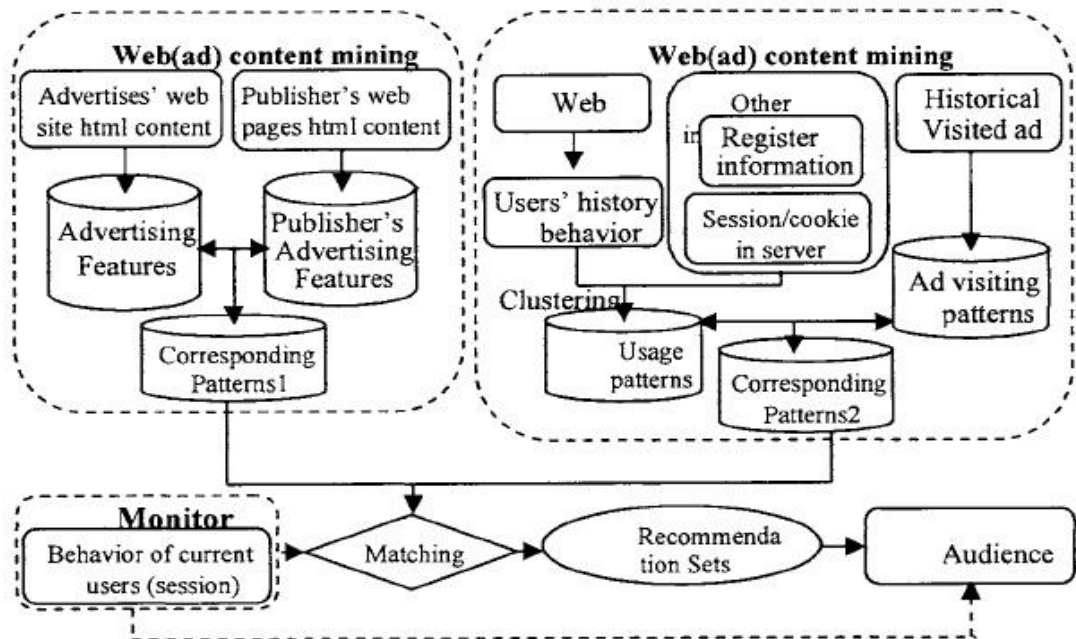 Web(ad) content mining
Advertises' web
site html content
Publisher's web
pages html content
Advertising
Features
Publisher's
Advertising
Features
Corresponding
Patterns1
Web(ad) content mining
Web
Other
in
Register
information
Session/cookie
in server
Historical
Visited ad
Users' history
behavior
Clustering
Usage
patterns
Ad visiting
patterns
Corresponding
Patterns2
Monitor
Behavior of current
users (session)
Matching
Recommenda
tion Sets
Audience